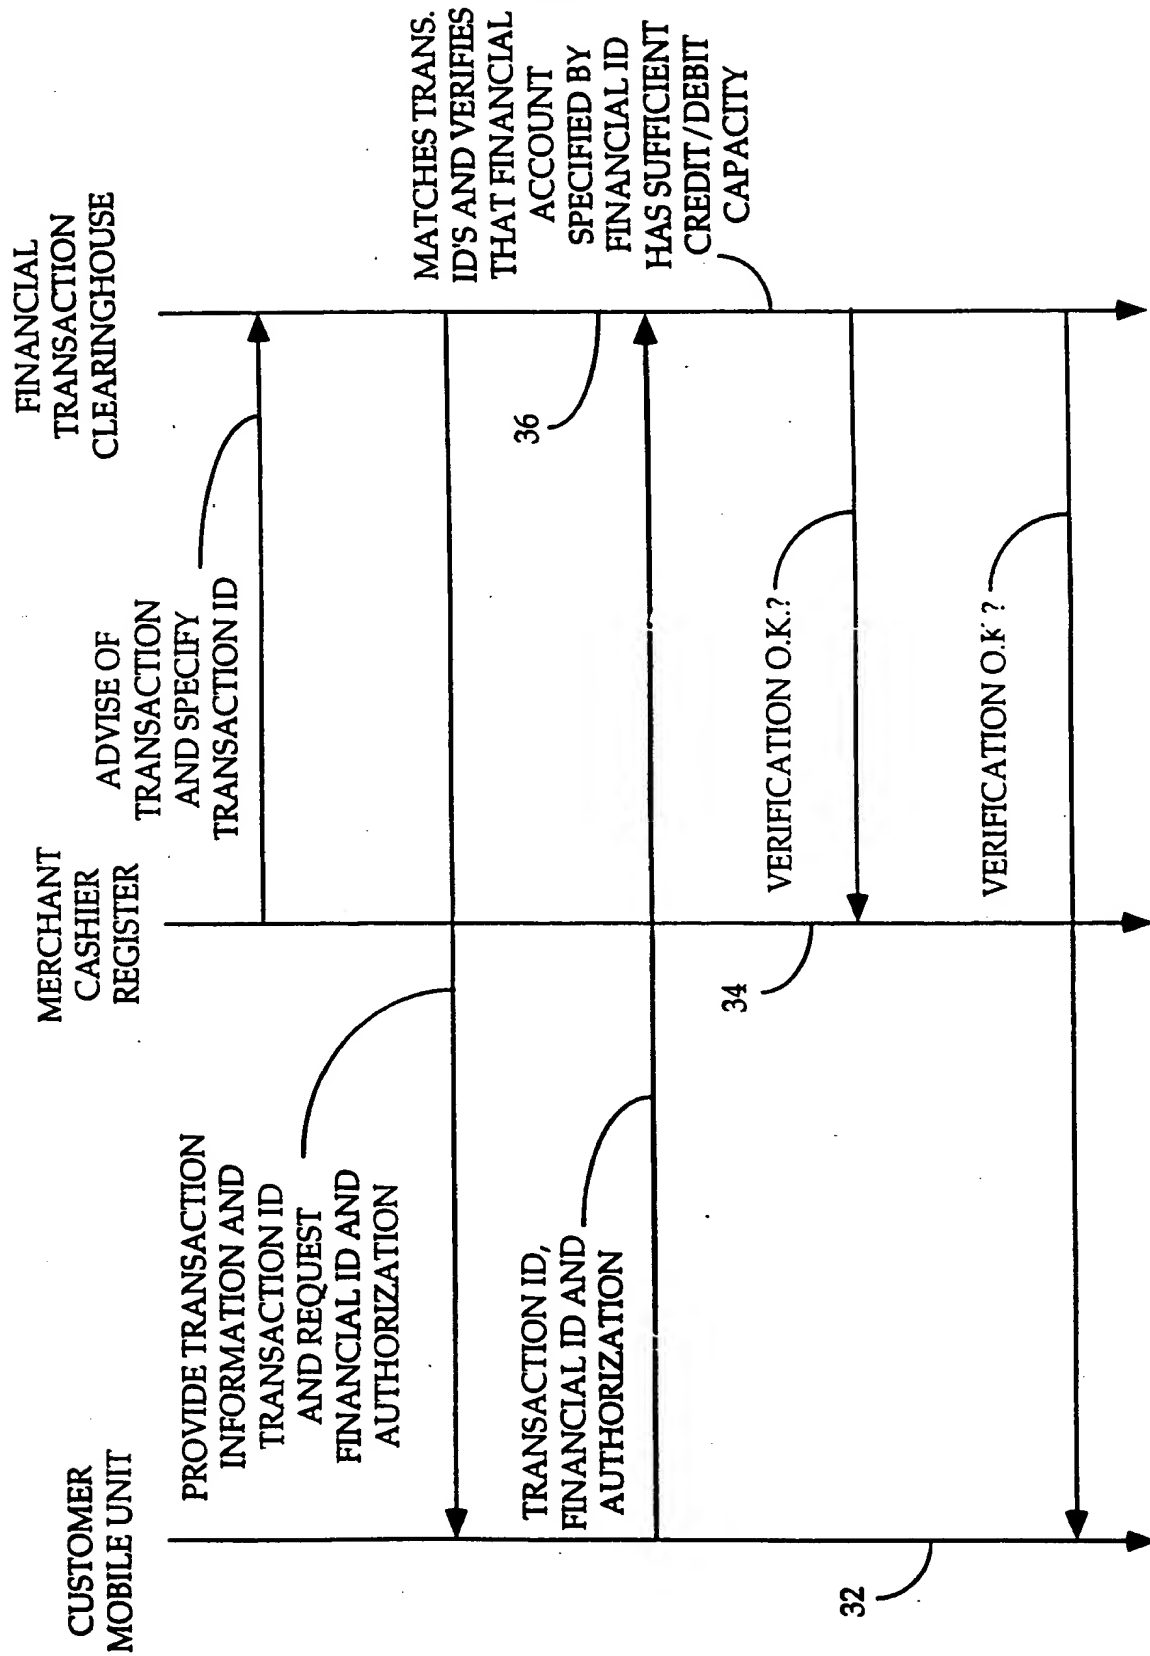 CUSTOMER
MOBILE UNIT
MERCHANT
CASHIER
REGISTER
FINANCIAL
TRANSACTION
CLEARINGHOUSE
ADVISE OF
TRANSACTION
AND SPECIFY
TRANSACTION ID
PROVIDE TRANSACTION
INFORMATION AND
TRANSACTION ID
AND REQUEST
FINANCIAL ID AND
AUTHORIZATION
36
TRANSACTION ID,
FINANCIAL ID AND
AUTHORIZATION
MATCHES TRANS.
ID'S AND VERIFIES
THAT FINANCIAL
ACCOUNT
SPECIFIED BY
FINANCIAL ID
HAS SUFFICIENT
CREDIT/DEBIT
CAPACITY
34
VERIFICATION O.K.?
32
VERIFICATION O.K ?